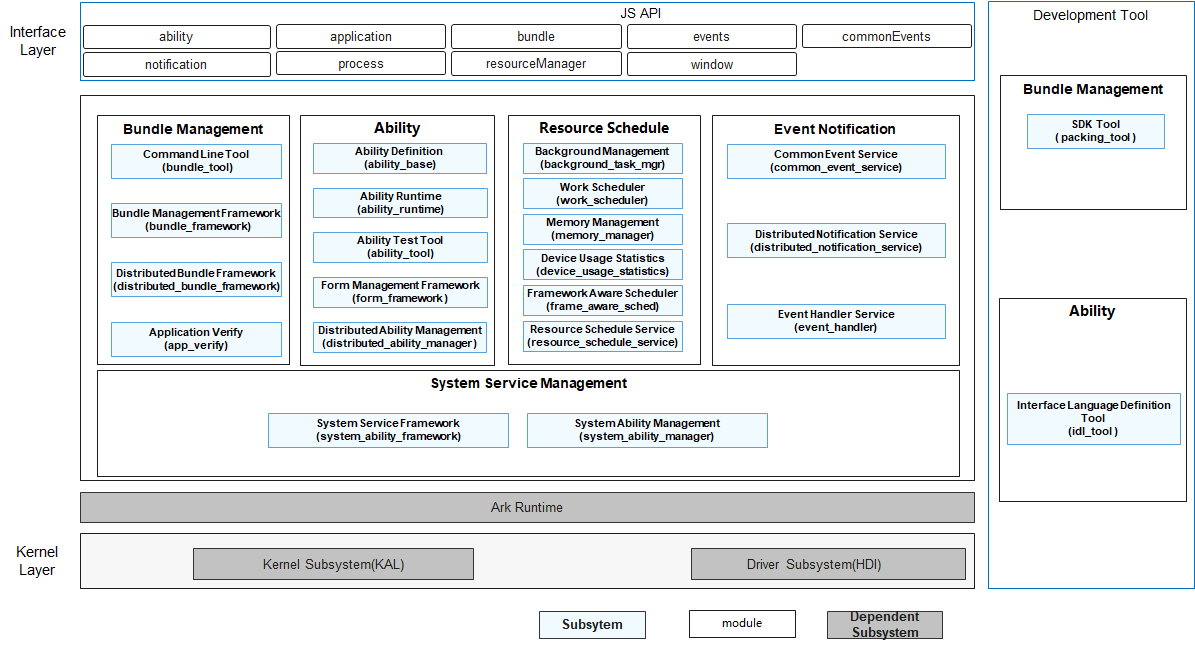 Interface
Layer
JS API
ability
application
bundle
events
commonEvents
notification
process
resourceManager
window
Bundle Management
Command Line Tool
(bundle_tool)
Bundle Management Framework
(bundle_framework)
Distributed Bundle Framework
(distributed_bundle_framework)
Application Verify
(app_verify)
Ability
Ability Definition
(ability_base)
Ability Runtime
(ability_runtime)
Ability Test Tool
(ability_tool)
Form Management Framework
(form_framework)
Distributed Ability Management
(distributed_ability_manager)
Resource Schedule
Background Management
(background_task_mgr)
Work Scheduler
(work_scheduler)
Memory Management
(memory_manager)
Device Usage Statistics
(device_usage_statistics)
Framework Aware Scheduler
(frame_aware_sched)
Resource Schedule Service
(resource_schedule_service)
Event Notification
Common Event Service
(common_event_service)
Distributed Notification Service
(distributed_notification_service)
Event Handler Service
(event_handler)
System Service Management
System Service Framework
(system_ability_framework)
System Ability Management
(system_ability_manager)
Ark Runtime
Kernel
Layer
Kernel Subsystem(KAL)
Driver Subsystem(HDI)
Development Tool
Bundle Management
SDK Tool
( packing_tool )
Ability
Interface Language Definition
Tool
(idl_tool )
Subsytem
module
Dependent
Subsystem